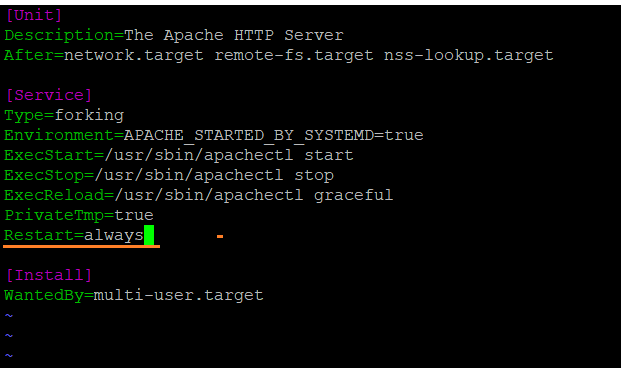 [Unit]
Description=The Apache HTTP Server
After=network.target remote-fs.target nss-lookup.target
[Service]
Type=forking
Environment=APACHE_STARTED_BY_SYSTEMD=true
ExecStart=/usr/sbin/apachectl start
ExecStop=/usr/sbin/apachectl stop
ExecReload=/usr/sbin/apachectl graceful
PrivateTmp=true
Restart=always
[Install]
WantedBy=multi-user.target
~
~
~